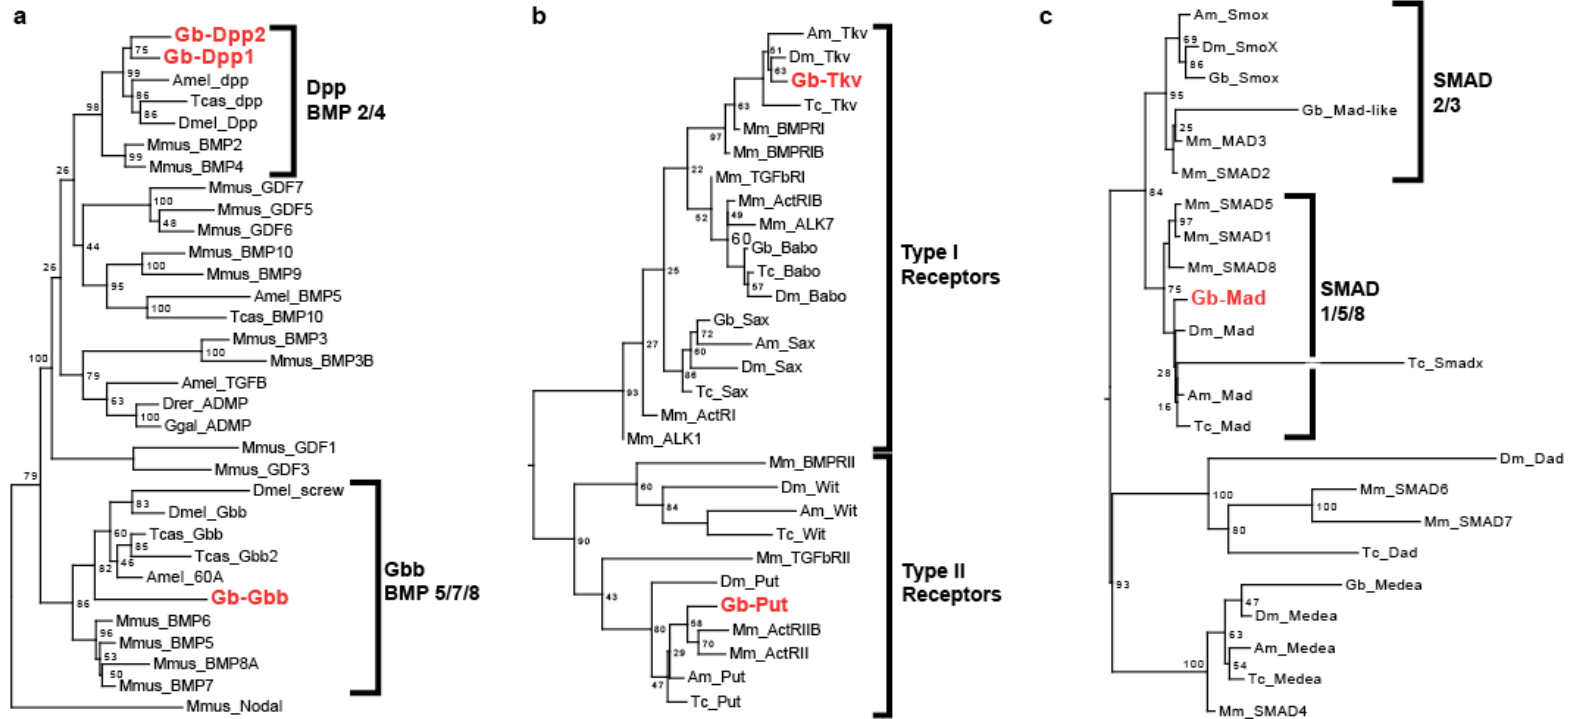 a
Gb-Dpp2
75
Gb-Dpp1
99
Amel_dpp
86
Tcas_dpp
86
Dmel_Dpp
98
Mmus_BMP2
99
Mmus_BMP4
Dpp
BMP 2/4
26
Mmus_GDF7
100
Mmus_GDF5
48
Mmus_GDF6
44
Mmus_BMP10
100
Mmus_BMP9
26
95
Amel_BMP5
100
Tcas_BMP10
Mmus_BMP3
100
Mmus_BMP3B
100
79
Amel_TGFB
63
Drer_ADMP
100
Ggal_ADMP
Mmus_GDF1
Mmus_GDF3
79
Dmel_screw
83
Dmel_Gbb
60
Tcas_Gbb
85
Tcas_Gbb2
46
82
Amel_60A
Gb-Gbb
86
Mmus_BMP6
96
Mmus_BMP5
53
Mmus_BMP8A
50
Mmus_BMP7
Gbb
BMP 5/7/8
Mmus_Nodal
b
Am_Tkv
51
Dm_Tkv
63
Gb-Tkv
Tc_Tkv
63
Mm_BMPRI
97
Mm_BMPRIB
22
Mm_TGFbRI
Mm_ActRIB
49
52
Mm_ALK7
60
Gb_Babo
Tc_Babo
57
Dm_Babo
25
Gb_Sax
72
Am_Sax
60
Dm_Sax
86
Tc_Sax
27
Mm_ActRI
93
Mm_ALK1
Type I
Receptors
Mm_BMPRII
60
Dm_Wit
84
Am_Wit
Tc_Wit
90
Mm_TGFbRII
43
Dm_Put
Gb-Put
58
80
Mm_ActRIIB
70
29
Mm_ActRII
Am_Put
47
Tc_Put
Type II
Receptors
c
Am_Smox
69
Dm_SmoX
86
Gb_Smox
95
Gb_Mad-like
25
Mm_MAD3
Mm_SMAD2
SMAD
2/3
84
Mm_SMAD5
97
Mm_SMAD1
Mm_SMAD8
75
Gb-Mad
Dm_Mad
Tc_Smadx
28
Am_Mad
16
Tc_Mad
SMAD
1/5/8
Dm_Dad
100
Mm_SMAD6
100
Mm_SMAD7
80
Tc_Dad
93
Gb_Medea
47
Dm_Medea
63
Am_Medea
54
Tc_Medea
100
Mm_SMAD4